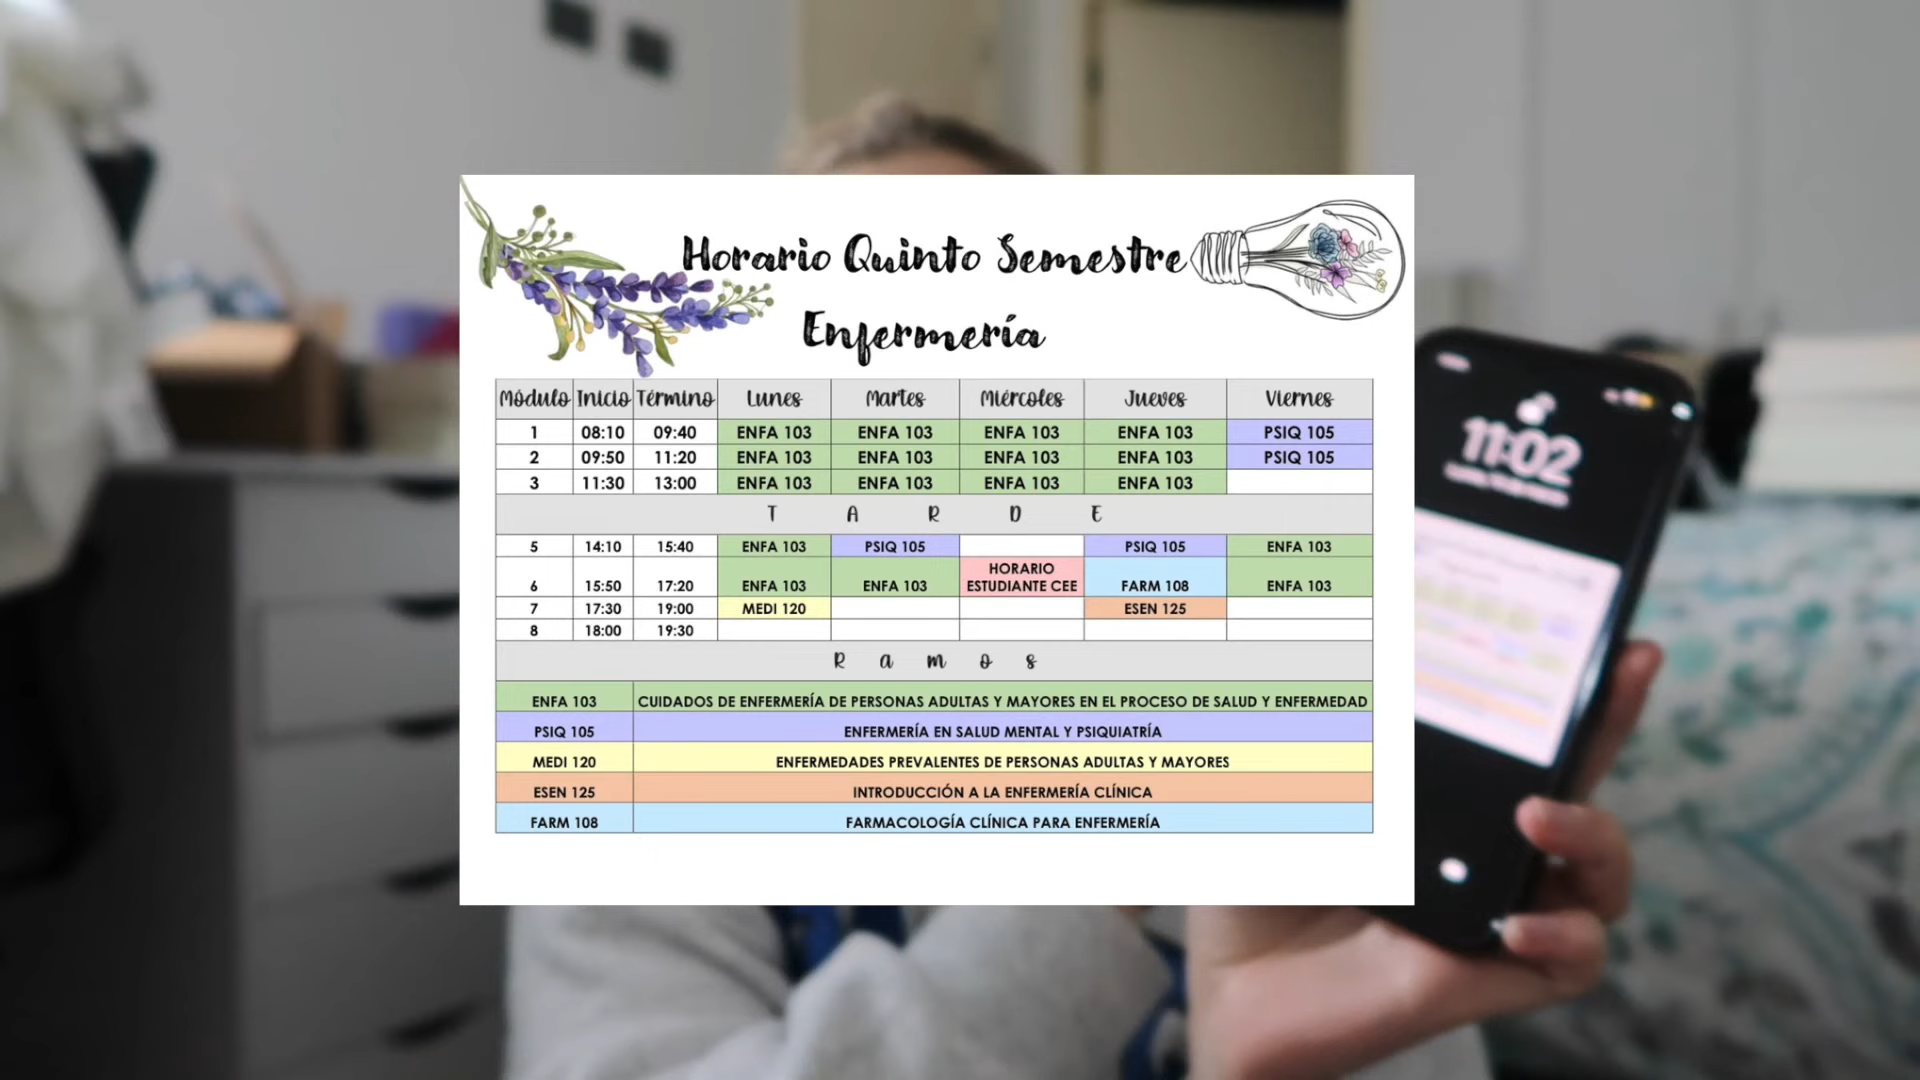 Horario Quinto Semestre
Enfermería
Módulo Inicio Término Lunes Martes Miércoles Jueves Viernes
1 08:10 09:40 ENFA 103 ENFA 103 ENFA 103 ENFA 103 PSIQ 105
2 09:50 11:20 ENFA 103 ENFA 103 ENFA 103 ENFA 103 PSIQ 105
3 11:30 13:00 ENFA 103 ENFA 103 ENFA 103 ENFA 103
T A R D E
5 14:10 15:40 ENFA 103 PSIQ 105 PSIQ 105 ENFA 103
6 15:50 17:20 ENFA 103 ENFA 103 HORARIO ESTUDIANTE CEE FARM 108 ENFA 103
7 17:30 19:00 MEDI 120 ESEN 125
8 18:00 19:30
R a m o s
ENFA 103 CUIDADOS DE ENFERMERÍA DE PERSONAS ADULTAS Y MAYORES EN EL PROCESO DE SALUD Y ENFERMEDAD
PSIQ 105 ENFERMERÍA EN SALUD MENTAL Y PSIQUIATRÍA
MEDI 120 ENFERMEDADES PREVALENTES DE PERSONAS ADULTAS Y MAYORES
ESEN 125 INTRODUCCIÓN A LA ENFERMERÍA CLÍNICA
FARM 108 FARMACOLOGÍA CLÍNICA PARA ENFERMERÍA
11:02